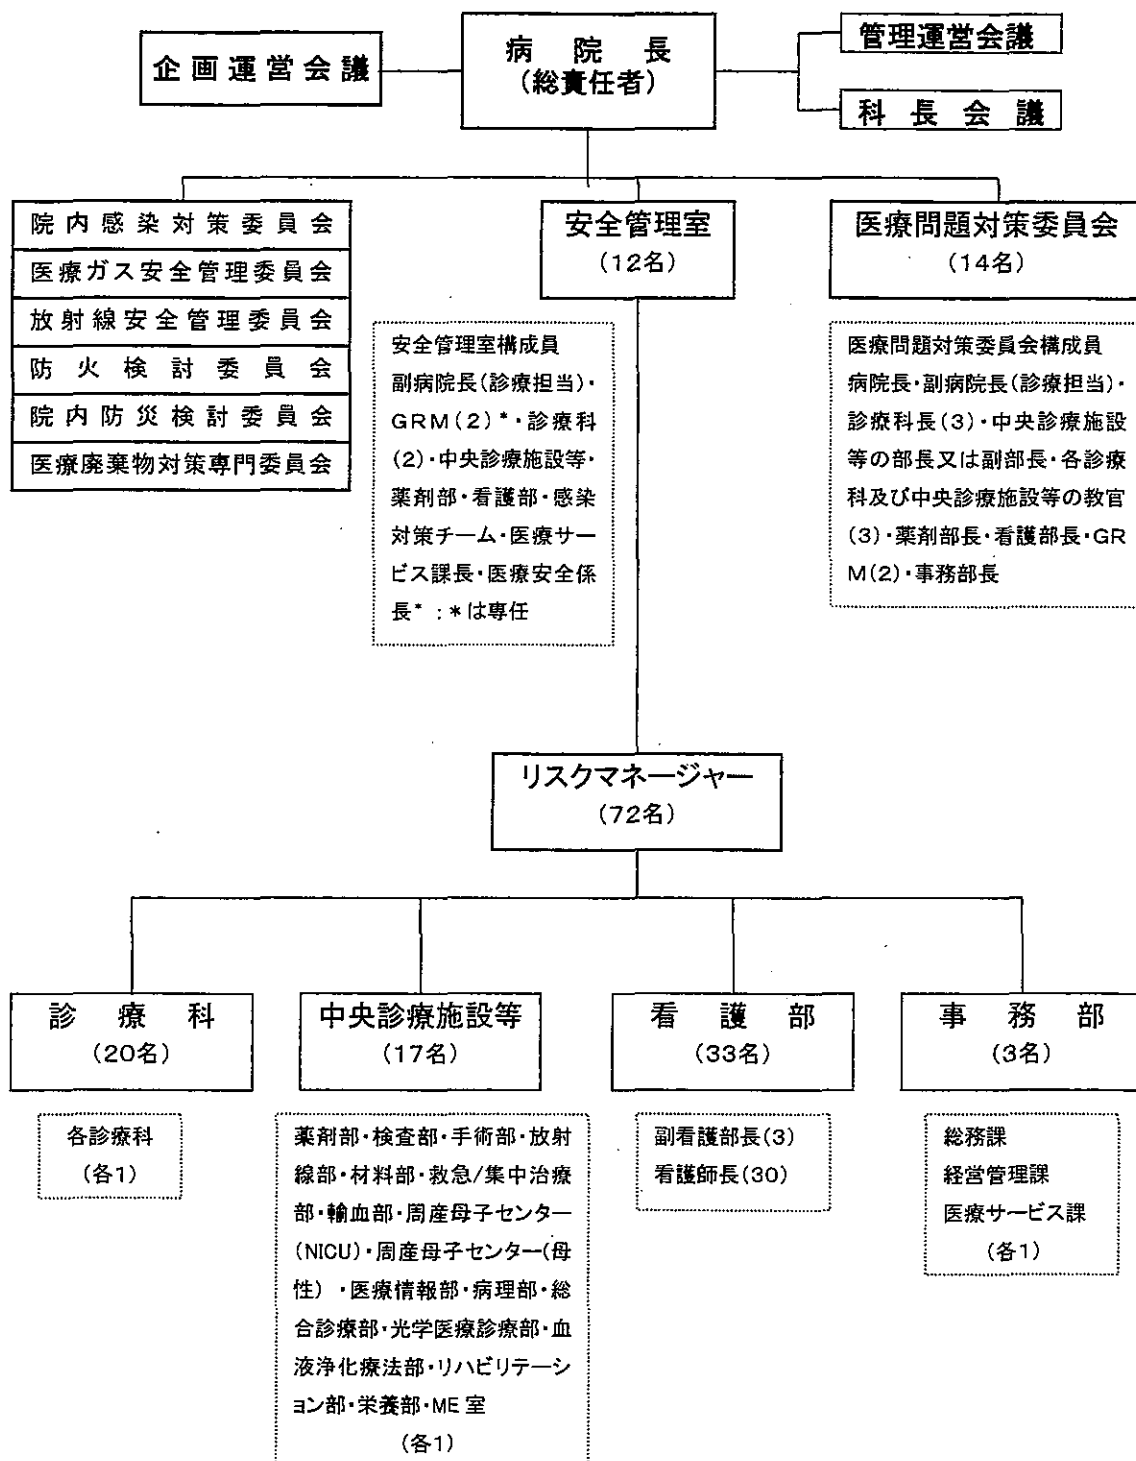 企画運営会議
病院長
(総責任者)
管理運営会議
科長会議
院内感染対策委員会
医療ガス安全管理委員会
放射線安全管理委員会
防火検討委員会
院内防災検討委員会
医療廃棄物対策専門委員会
安全管理室
(12名)
安全管理室構成員
副病院長(診療担当)・
GRM(2)*・診療科
(2)・中央診療施設等・
薬剤部・看護部・感染
対策チーム・医療サー
ビス課長・医療安全係
長* :*は専任
医療問題対策委員会
(14名)
医療問題対策委員会構成員
病院長・副病院長(診療担当)・
診療科長(3)・中央診療施設
等の部長又は副部長・各診療
科及び中央診療施設等の教官
(3)・薬剤部長・看護部長・GR
M(2)・事務部長
リスクマネージャー
(72名)
診療科
(20名)
各診療科
(各1)
中央診療施設等
(17名)
薬剤部・検査部・手術部・放射
線部・材料部・救急/集中治療
部・輸血部・周産母子センター
(NICU)・周産母子センター(母
性)・医療情報部・病理部・総
合診療部・光学医療診療部・血
液浄化療法部・リハビリテーシ
ョン部・栄養部・ME室
(各1)
看護部
(33名)
副看護部長(3)
看護師長(30)
事務部
(3名)
総務課
経営管理課
医療サービス課
(各1)